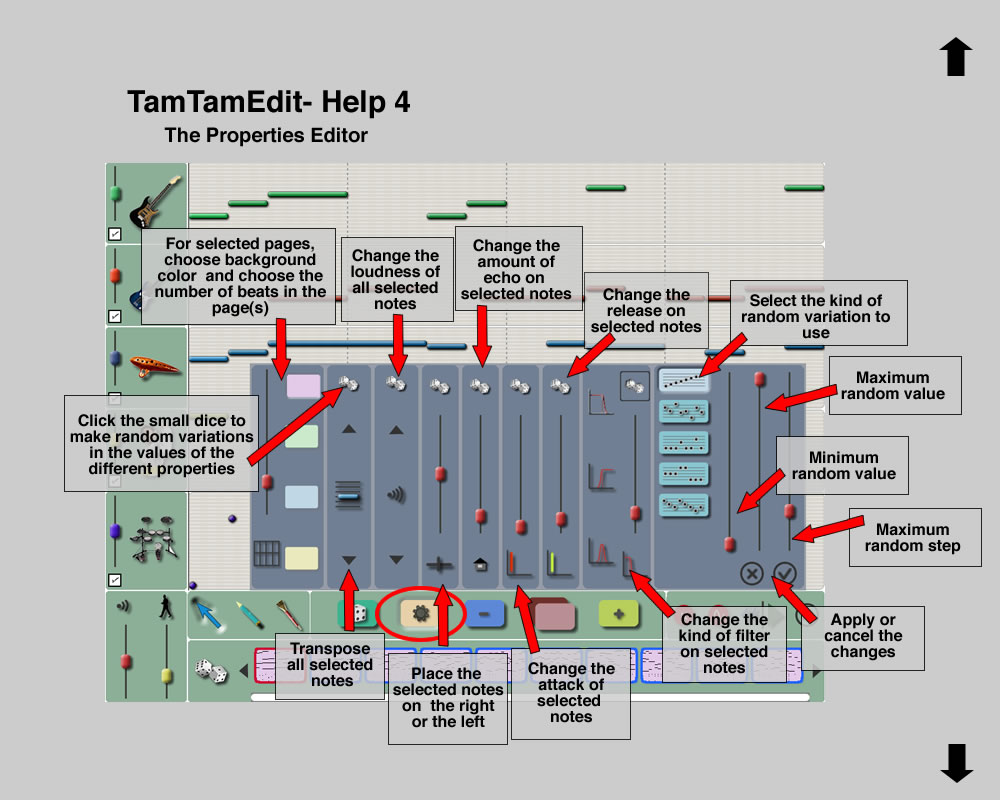 TamTamEdit- Help 4
The Properties Editor
For selected pages,
choose background
color and choose the
number of beats in the
page(s)
Change the
loudness of
all selected
notes
Change the
amount of
echo on
selected notes
Change the
release on
selected notes
Select the kind of
random variation to
use
Maximum
random value
Click the small dice to
make random variations
in the values of the
different properties
Minimum
random value
Maximum
random step
Transpose
all selected
notes
Place the
selected notes
on the right
or the left
Change the
attack of
selected
notes
Change the
kind of filter
on selected
notes
Apply or
cancel the
changes